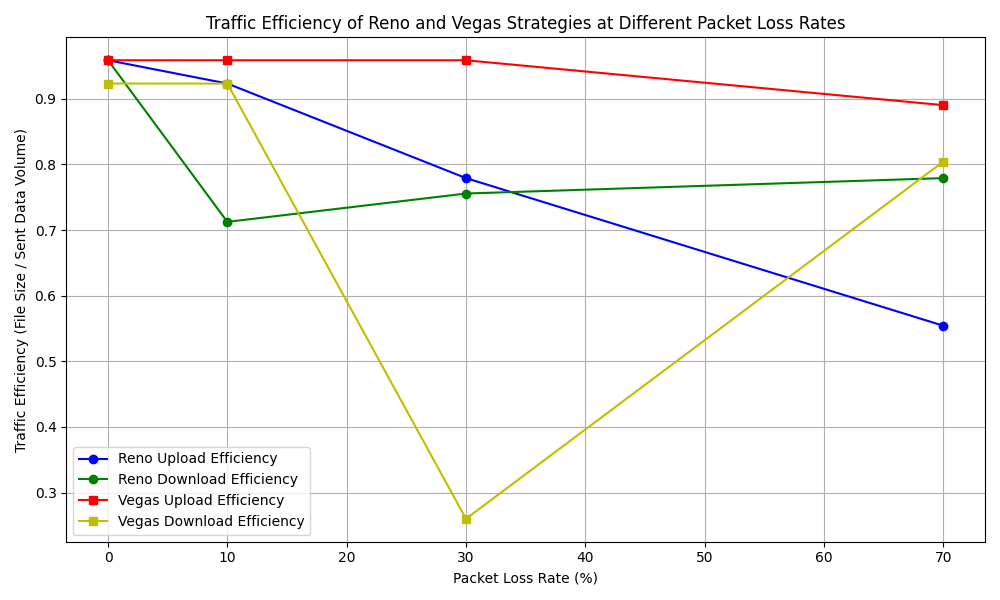 Traffic Efficiency of Reno and Vegas Strategies at Different Packet Loss Rates
Traffic Efficiency (File Size / Sent Data Volume)
0.9
0.8
0.7
0.6
0.5
0.4
0.3
Reno Upload Efficiency
Reno Download Efficiency
Vegas Upload Efficiency
Vegas Download Efficiency
0 10 20 30 40 50 60 70
Packet Loss Rate (%)